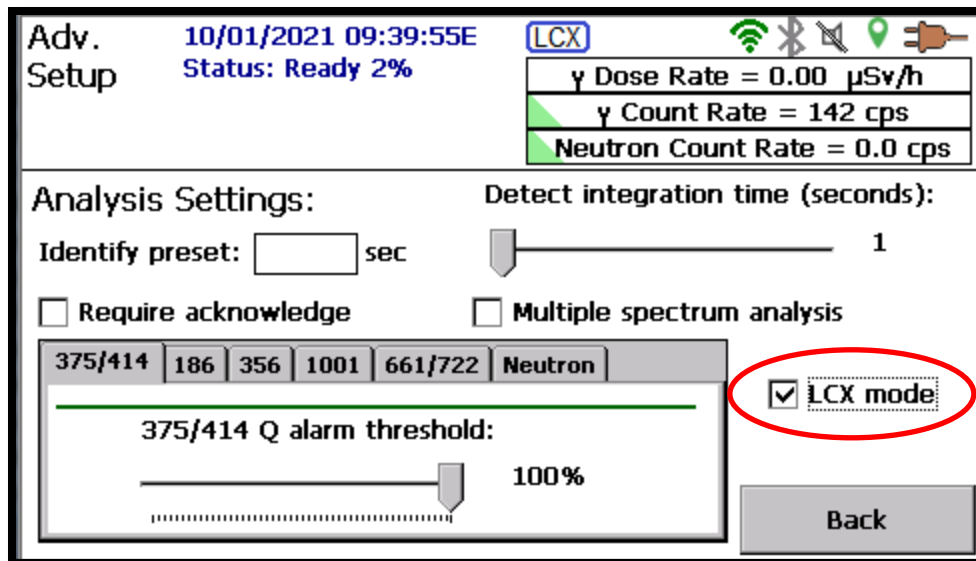 Adv. Setup
10/01/2021 09:39:55E
Status: Ready 2%
LCX
γ Dose Rate = 0.00 µSv/h
γ Count Rate = 142 cps
Neutron Count Rate = 0.0 cps
Analysis Settings:
Detect integration time (seconds):
Identify preset: sec
1
Require acknowledge
Multiple spectrum analysis
375/414 186 356 1001 661/722 Neutron
LCX mode
375/414 Q alarm threshold:
100%
Back